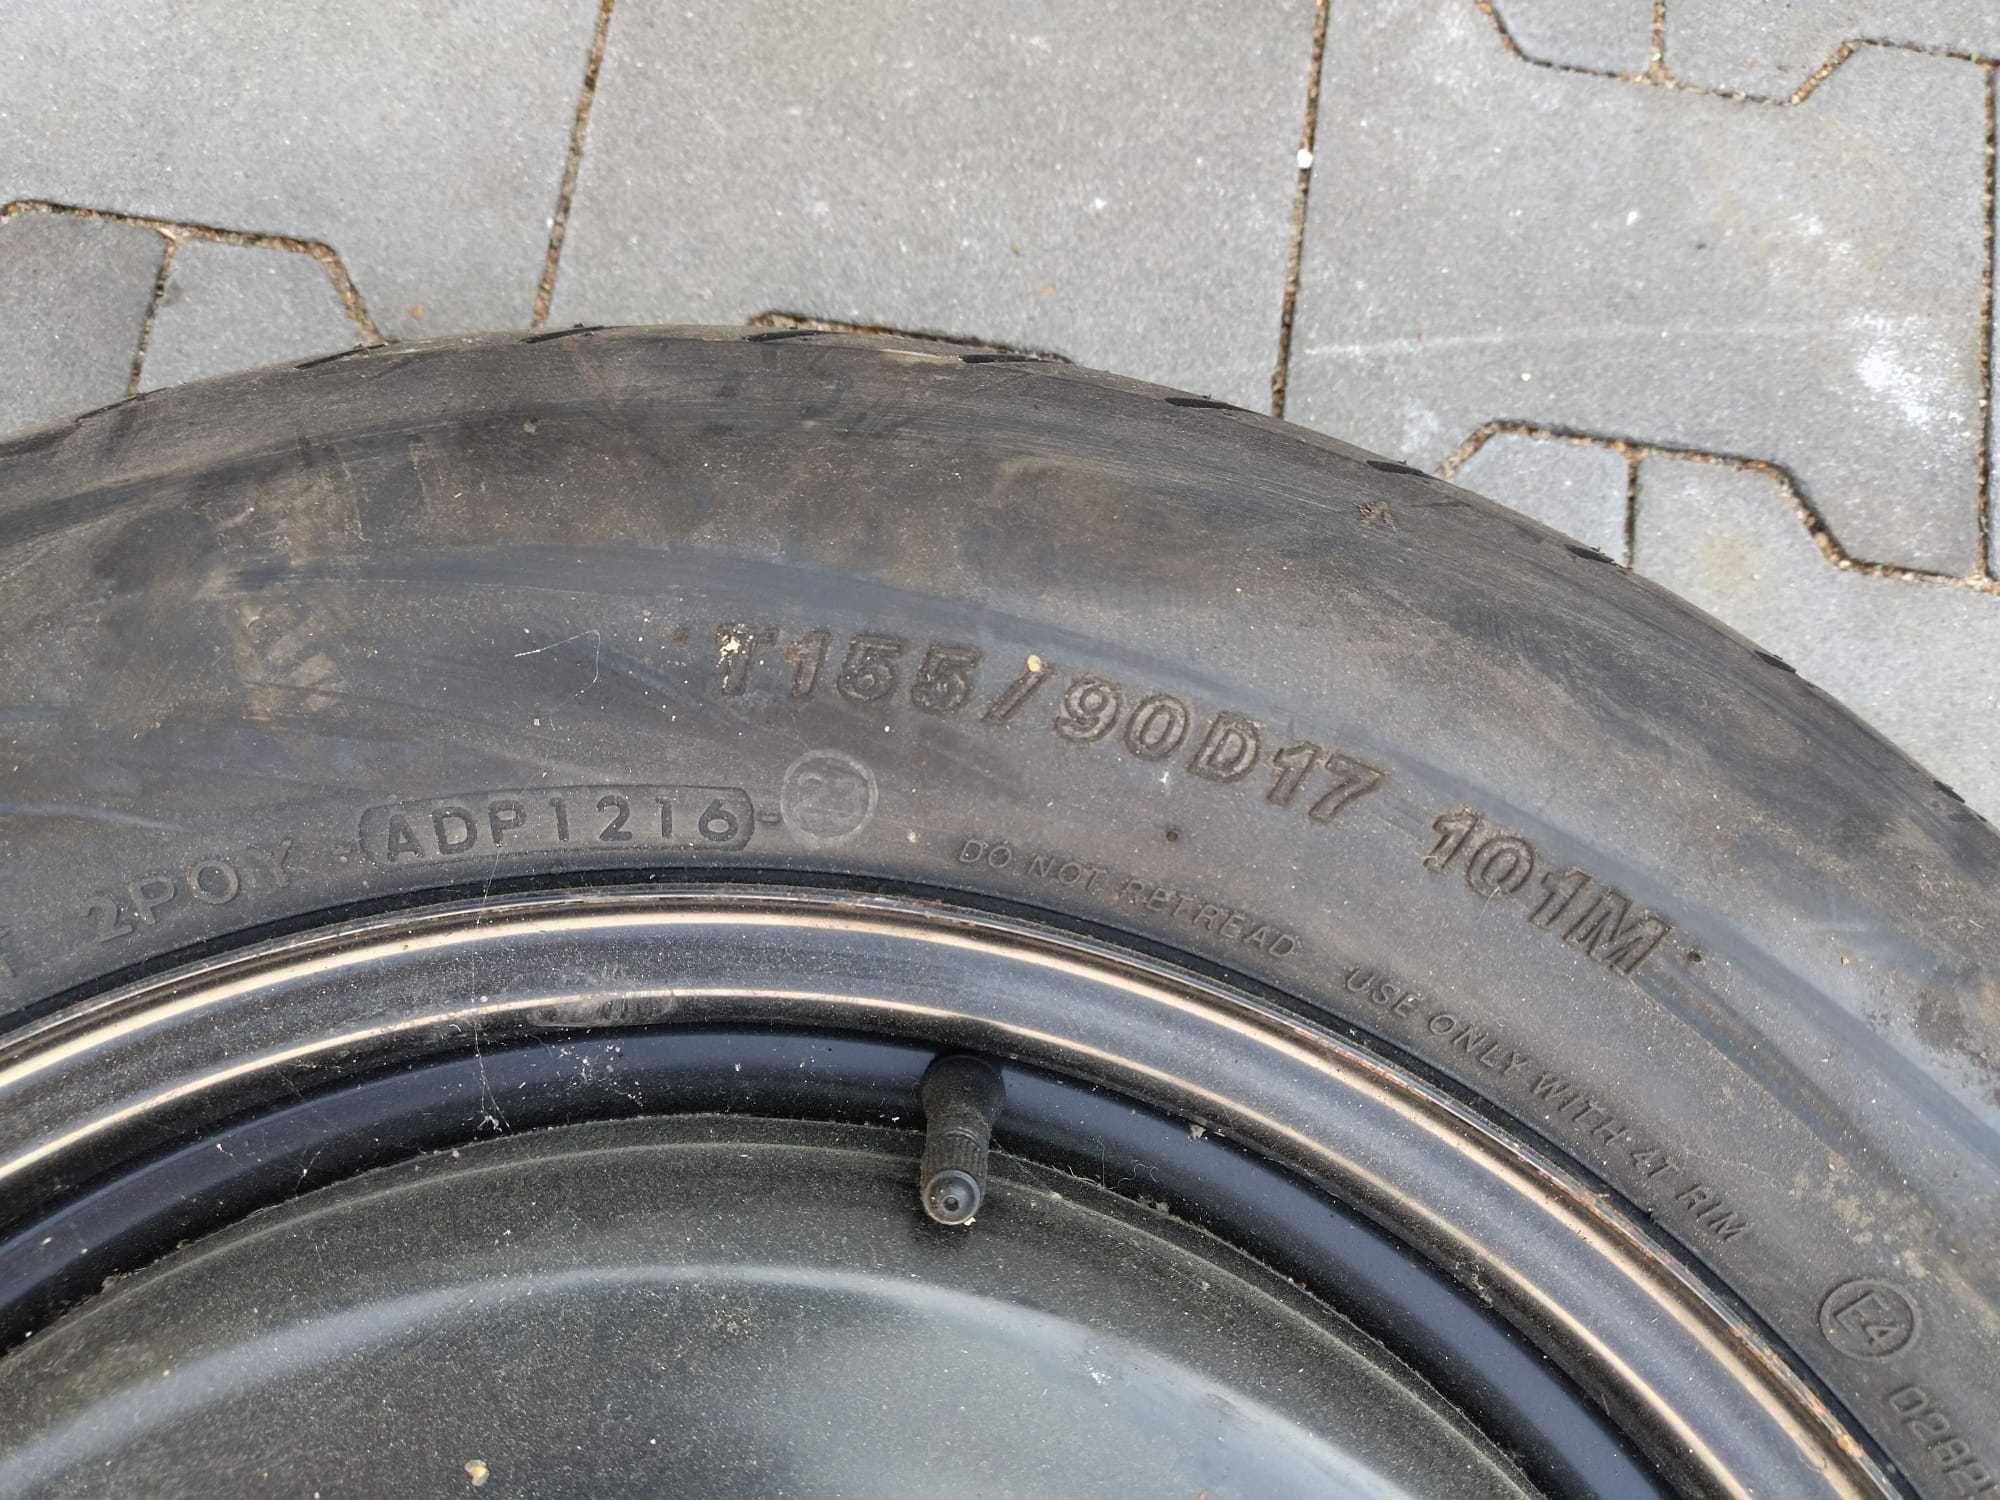 T155/90D17 101M
2POY ADP1216
DO NOT RETREAD USE ONLY WITH 4T RIM
E4